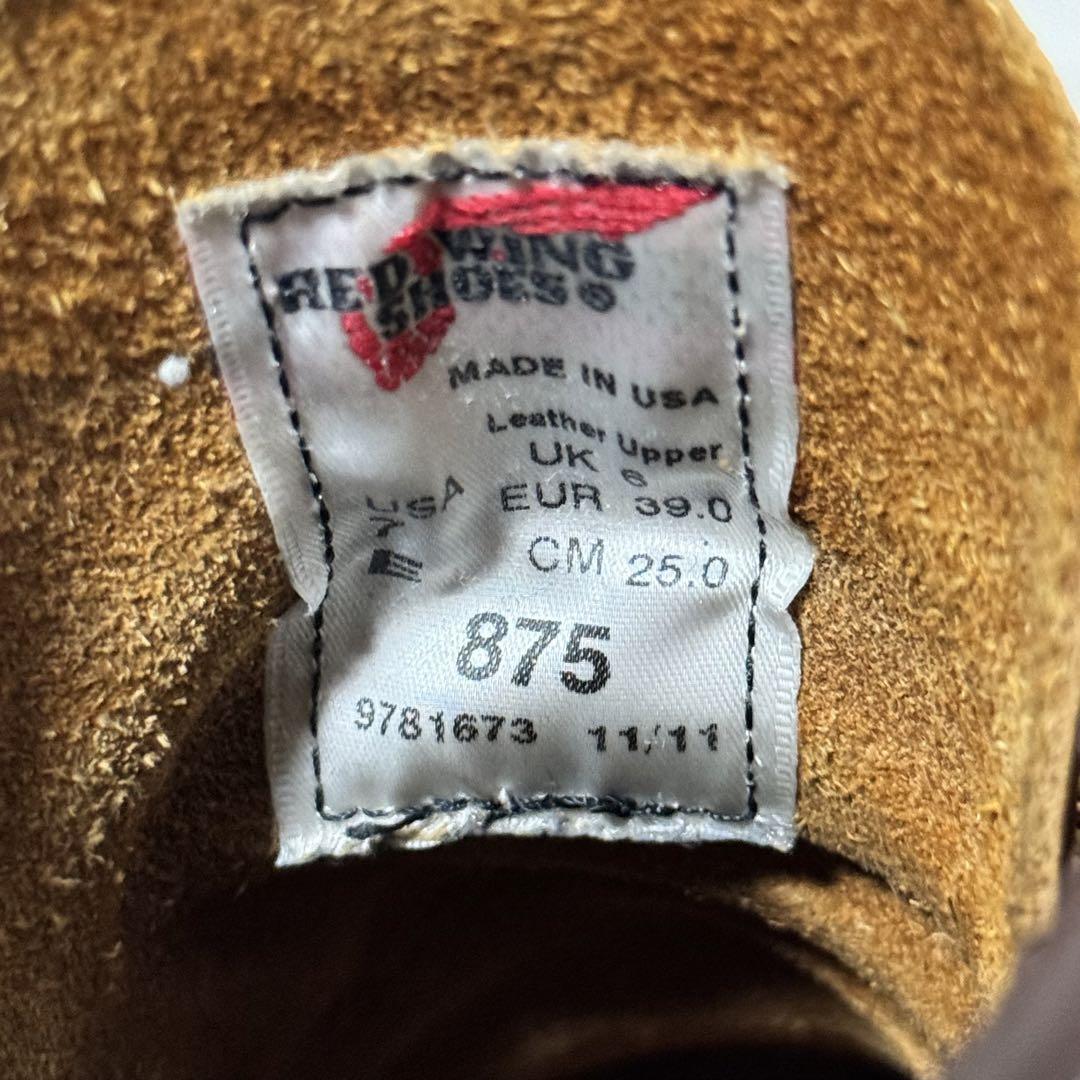 RED WING
SHOES®
MADE IN USA
Leather Upper
UK 6
USA EUR 39.0
7
E CM 25.0
875
9781673 11/11